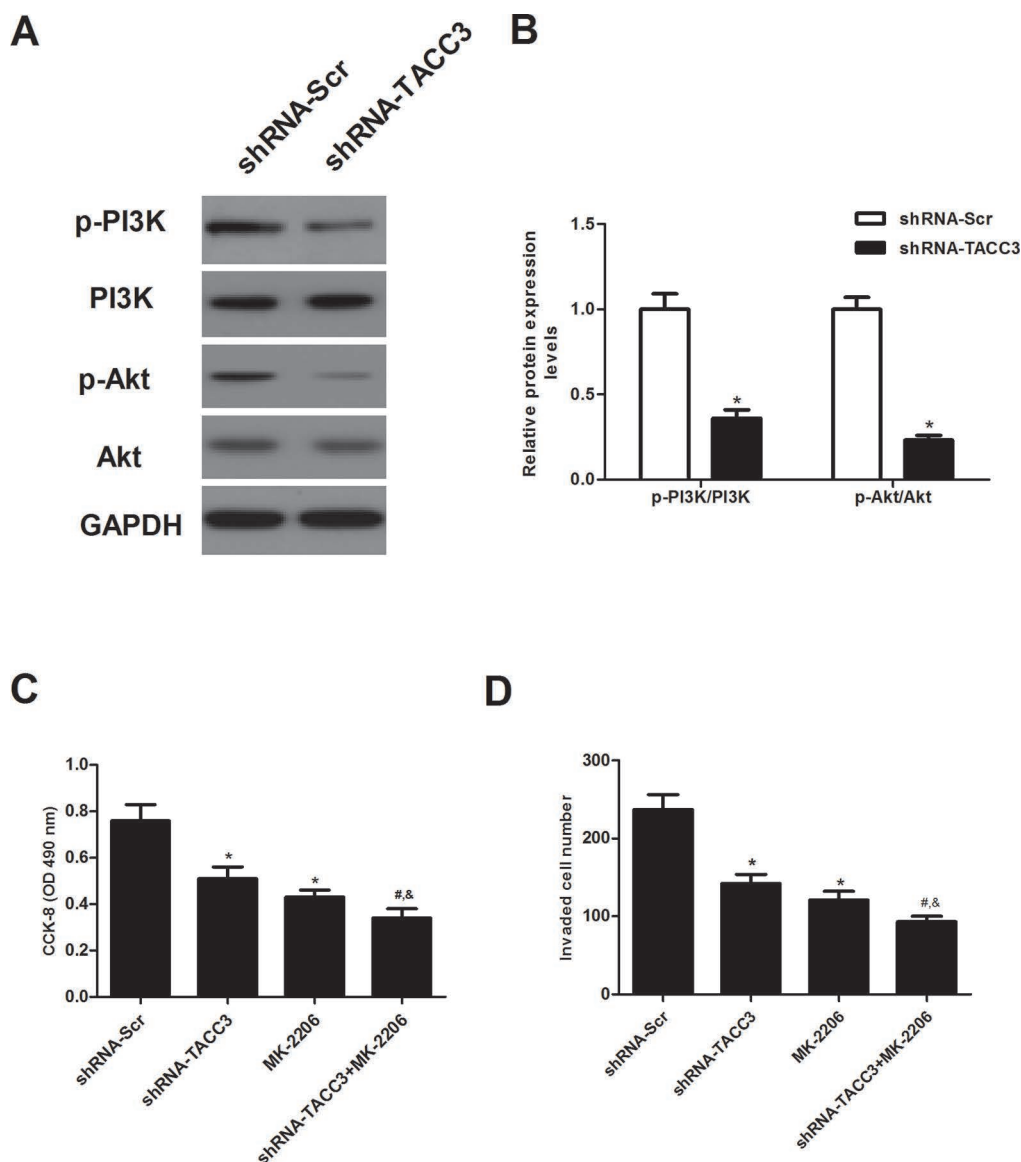 A
shRNA-Scr
shRNA-TACC3
p-PI3K
PI3K
p-Akt
Akt
GAPDH
B
shRNA-Scr
shRNA-TACC3
Relative protein expression
levels
1.5
1.0
0.5
0.0
*
*
p-PI3K/PI3K
p-Akt/Akt
C
CCK-8 (OD 490 nm)
1.0
0.8
0.6
0.4
0.2
0.0
*
*
#,&
shRNA-Scr
shRNA-TACC3
MK-2206
shRNA-TACC3+MK-2206
D
Invaded cell number
300
200
100
0
*
*
#,&
shRNA-Scr
shRNA-TACC3
MK-2206
shRNA-TACC3+MK-2206